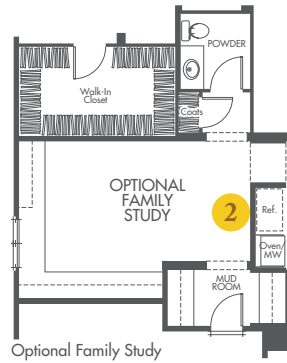 POWDER
Walk-In
Closet
Coats
OPTIONAL
FAMILY
STUDY
2
Ref.
Oven/
MW
MUD
ROOM
Optional Family Study